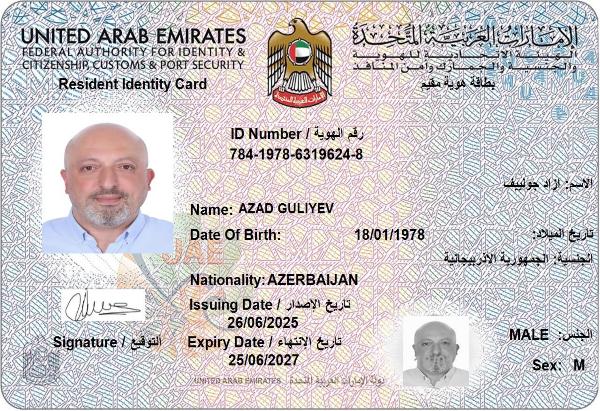 UNITED ARAB EMIRATES
FEDERAL AUTHORITY FOR IDENTITY &
CITIZENSHIP, CUSTOMS & PORT SECURITY
Resident Identity Card
الإمارات العربية المتحدة
الهيئة الاتحادية للهوية
والجنسية والجمارك وأمن المنافذ
بطاقة هوية مقيم
ID Number / رقم الهوية
784-1978-6319624-8
الاسم: ازاد جولييف
Name: AZAD GULIYEV
Date Of Birth: 18/01/1978 تاريخ الميلاد:
الجنسية: الجمهورية الأذربيجانية
Nationality: AZERBAIJAN
Issuing Date / تاريخ الاصدار
26/06/2025
Signature / التوقيع
Expiry Date / تاريخ الإنتهاء
25/06/2027
MALE الجنس:
Sex: M
UNITED ARAB EMIRATES دولة الإمارات العربية المتحدة
UAE